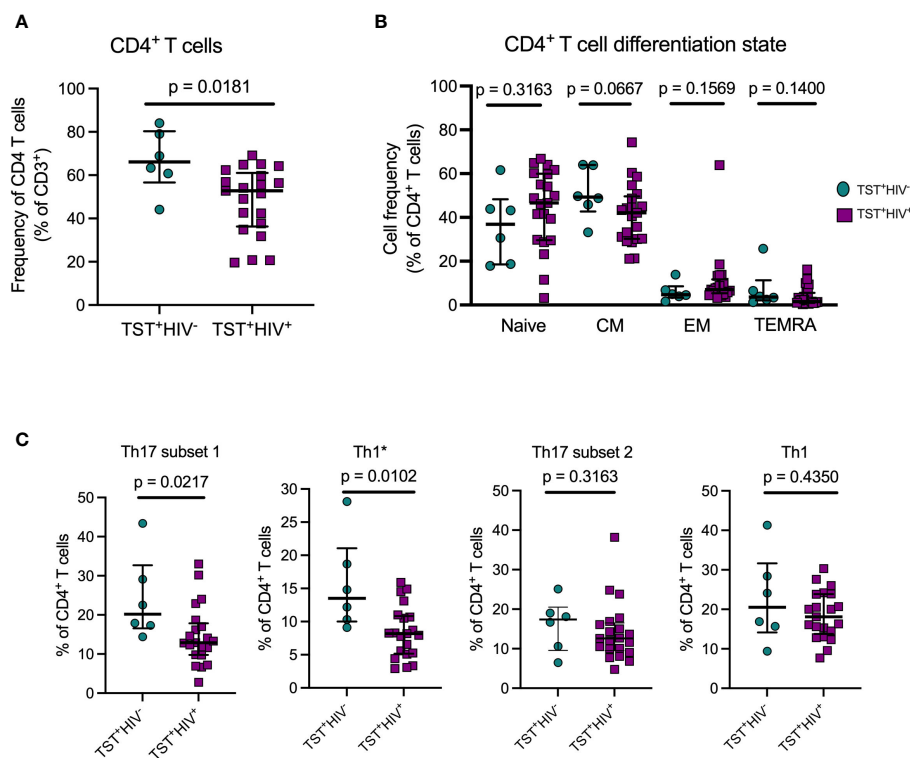 A
CD4+ T cells
p = 0.0181
Frequency of CD4 T cells
(% of CD3+)
100
80
60
40
20
0
TST+HIV-
TST+HIV+
B
CD4+ T cell differentiation state
p = 0.3163
p = 0.0667
p = 0.1569
p = 0.1400
Cell frequency
(% of CD4+ T cells)
100
80
60
40
20
0
Naive
CM
EM
TEMRA
TST+HIV-
TST+HIV+
C
Th17 subset 1
p = 0.0217
% of CD4+ T cells
50
40
30
20
10
0
TST+HIV-
TST+HIV+
Th1*
p = 0.0102
% of CD4+ T cells
30
25
20
15
10
5
0
TST+HIV-
TST+HIV+
Th17 subset 2
p = 0.3163
% of CD4+ T cells
50
40
30
20
10
0
TST+HIV-
TST+HIV+
Th1
p = 0.4350
% of CD4+ T cells
50
40
30
20
10
0
TST+HIV-
TST+HIV+